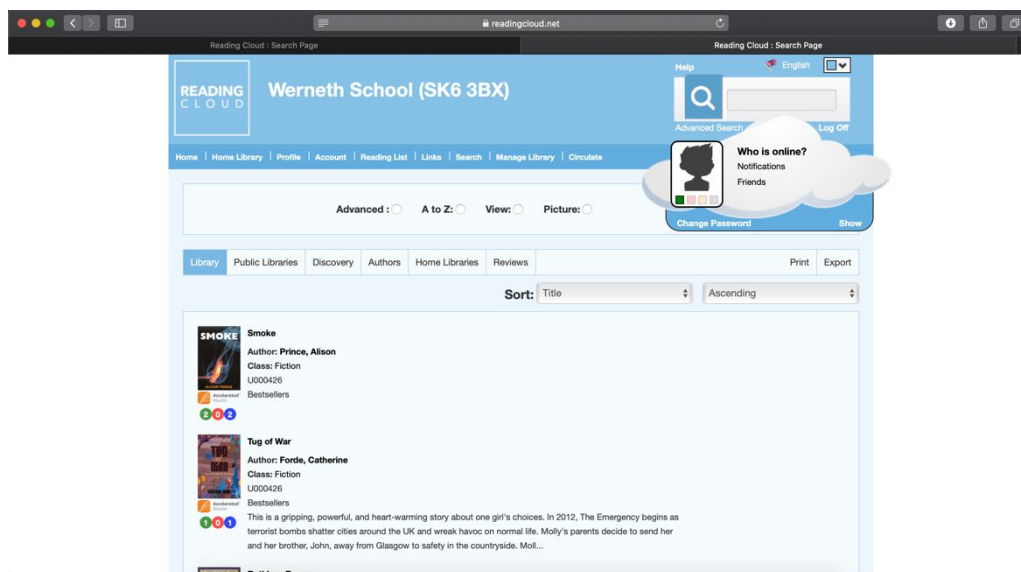 readingcloud.net
Reading Cloud : Search Page
Reading Cloud : Search Page
READING
CLOUD
Werneth School (SK6 3BX)
Help
English
Advanced Search
Log Off
Home | Home Library | Profile | Account | Reading List | Links | Search | Manage Library | Circulate
Who is online?
Notifications
Friends
Change Password
Show
Advanced : A to Z: View: Picture:
Library Public Libraries Discovery Authors Home Libraries Reviews Print Export
Sort: Title Ascending
SMOKE
Smoke
Author: Prince, Alison
Class: Fiction
U000426
Bestsellers
Accelerated
Reader
2 0 2
TUG
WAR
Tug of War
Author: Forde, Catherine
Class: Fiction
U000426
Bestsellers
Accelerated
Reader
1 0 1
This is a gripping, powerful, and heart-warming story about one girl's choices. In 2012, The Emergency begins as
terrorist bombs shatter cities around the UK and wreak havoc on normal life. Molly's parents decide to send her
and her brother, John, away from Glasgow to safety in the countryside. Moll...